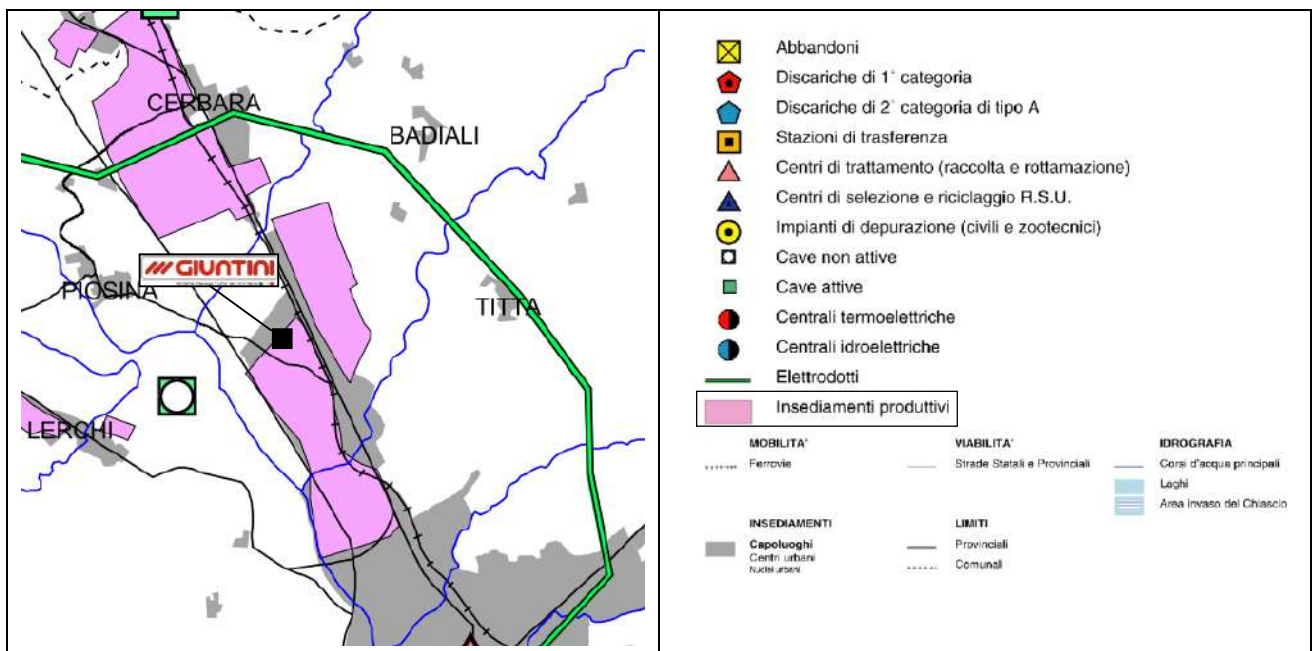 CERBARA
BADIALI
GIUNTINI
PIOSINA
TITTA
LERCHI
Abbandoni
Discariche di 1° categoria
Discariche di 2° categoria di tipo A
Stazioni di trasferenza
Centri di trattamento (raccolta e rottamazione)
Centri di selezione e riciclaggio R.S.U.
Impianti di depurazione (civili e zootecnici)
Cave non attive
Cave attive
Centrali termoelettriche
Centrali idroelettriche
Elettrodotti
Insediamenti produttivi
MOBILITA'
Ferrovie
VIABILITA'
Strade Statali e Provinciali
IDROGRAFIA
Corsi d'acqua principali
Laghi
Area invaso del Chiascio
INSEDIAMENTI
Capoluoghi
Centri urbani
Nuclei urbani
LIMITI
Provinciali
Comunali